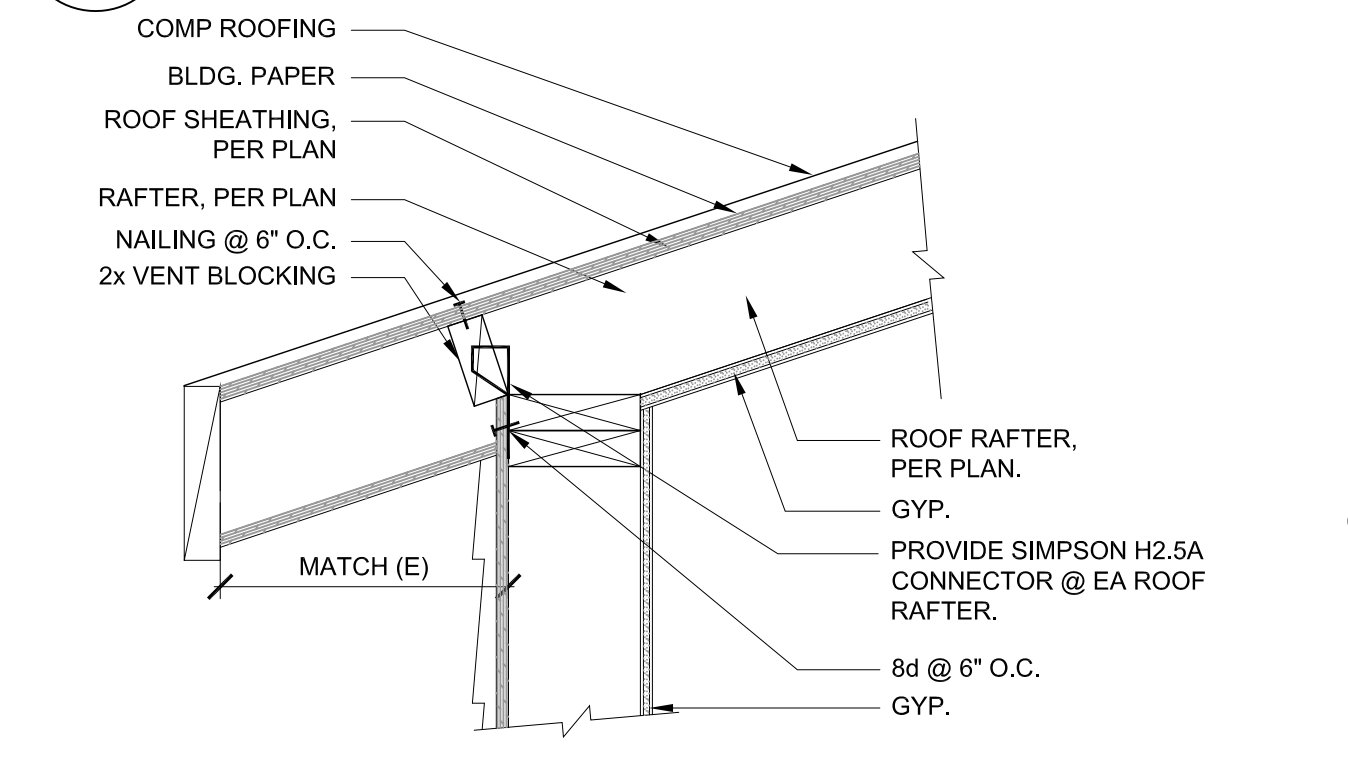 COMP ROOFING
BLDG. PAPER
ROOF SHEATHING,
PER PLAN
RAFTER, PER PLAN
NAILING @ 6" O.C.
2x VENT BLOCKING
MATCH (E)
ROOF RAFTER,
PER PLAN.
GYP.
PROVIDE SIMPSON H2.5A
CONNECTOR @ EA ROOF
RAFTER.
8d @ 6" O.C.
GYP.